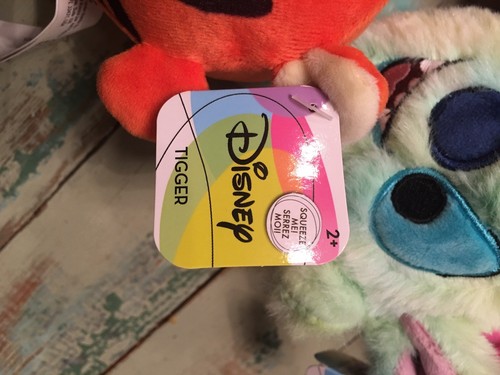 Disney
TIGGER
SQUEEZE
ME!
SERREZ
MOI!
2+